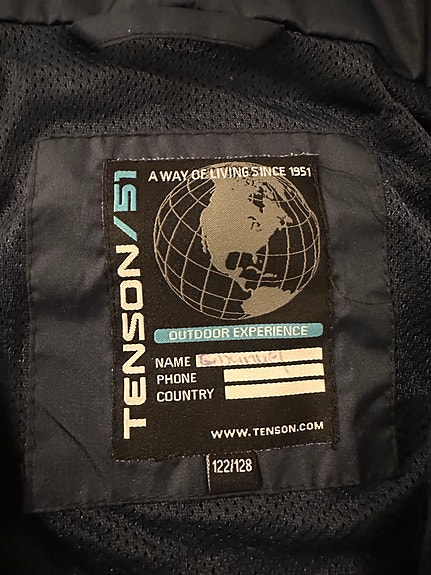 A WAY OF LIVING SINCE 1951
TENSON/51
OUTDOOR EXPERIENCE
NAME
PHONE
COUNTRY
WWW.TENSON.COM
122/128